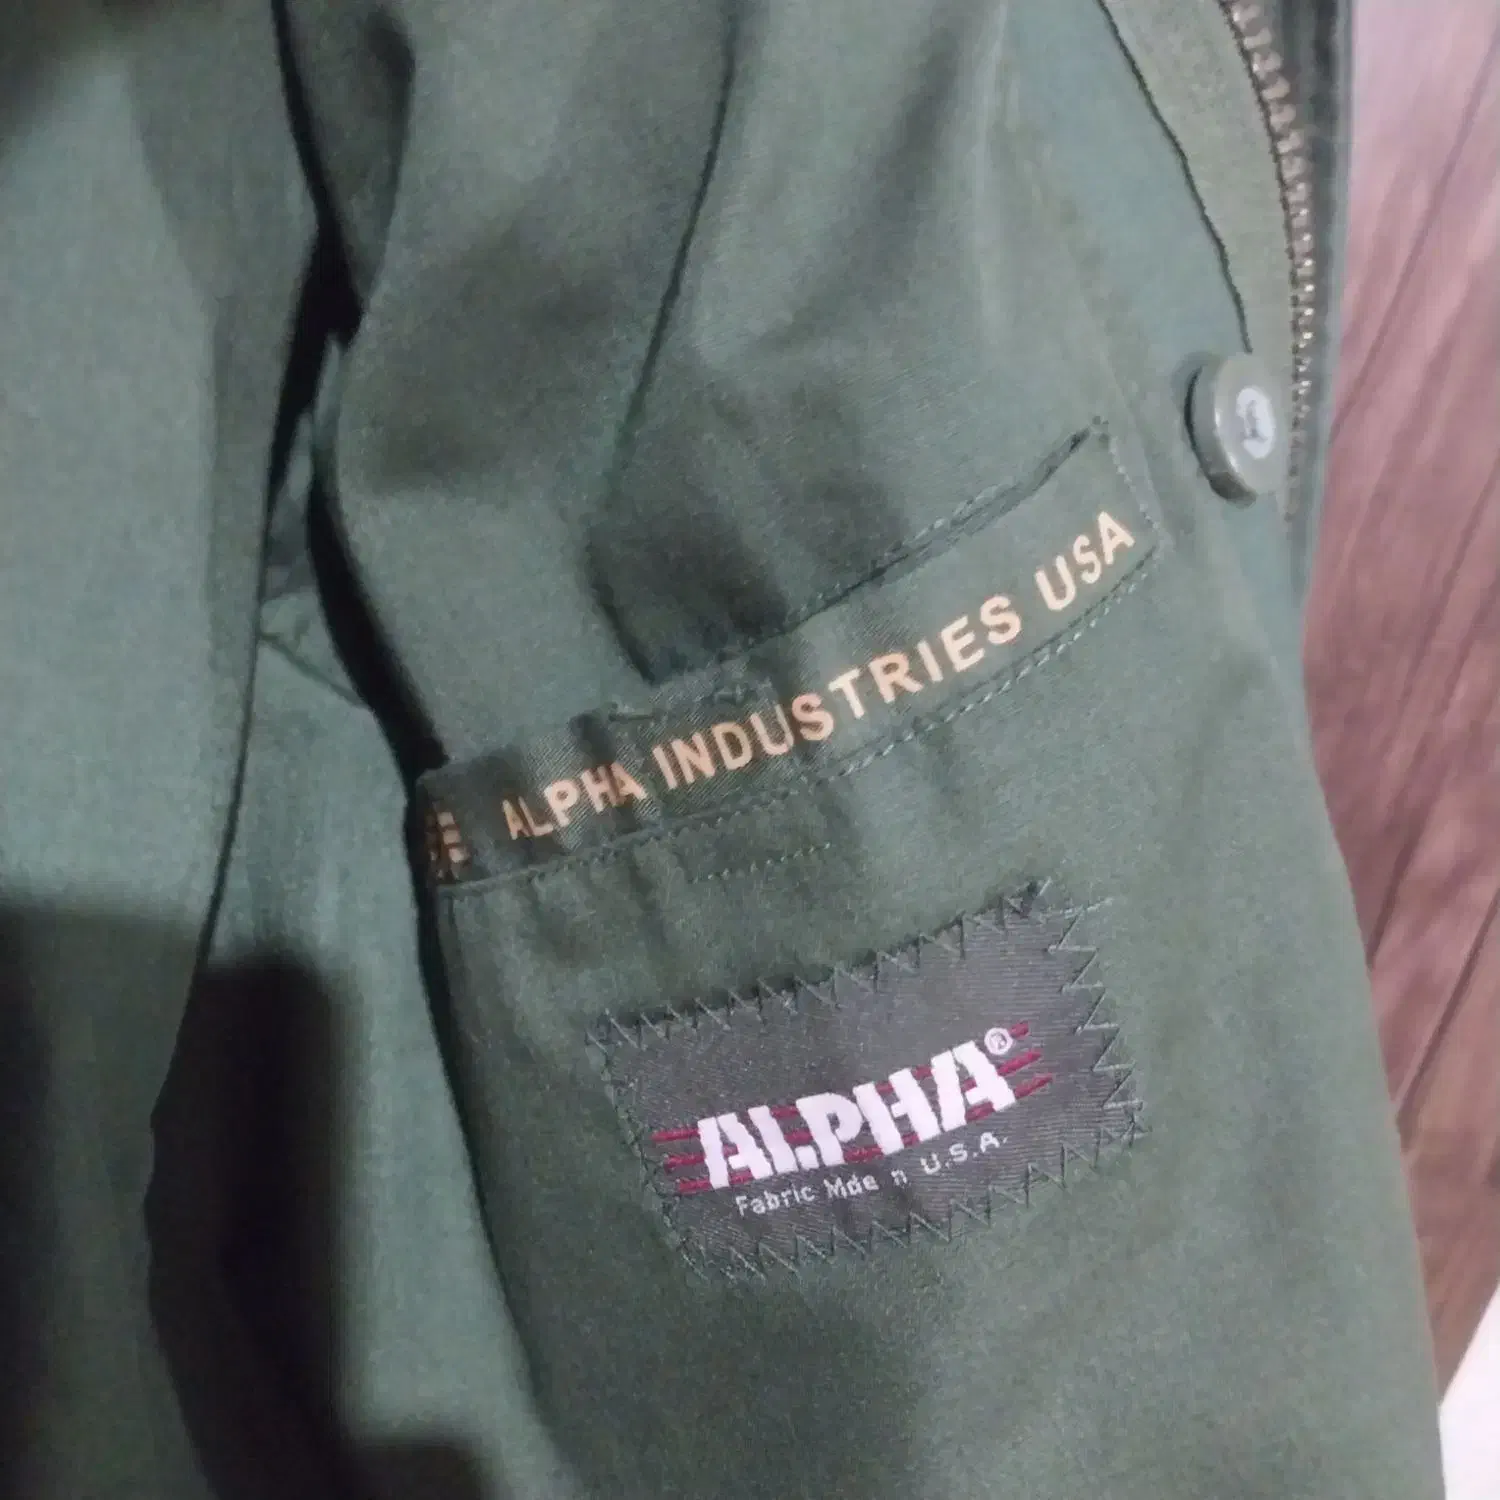 ALPHA INDUSTRIES USA
ALPHA®
Fabric Mde n U.S.A.